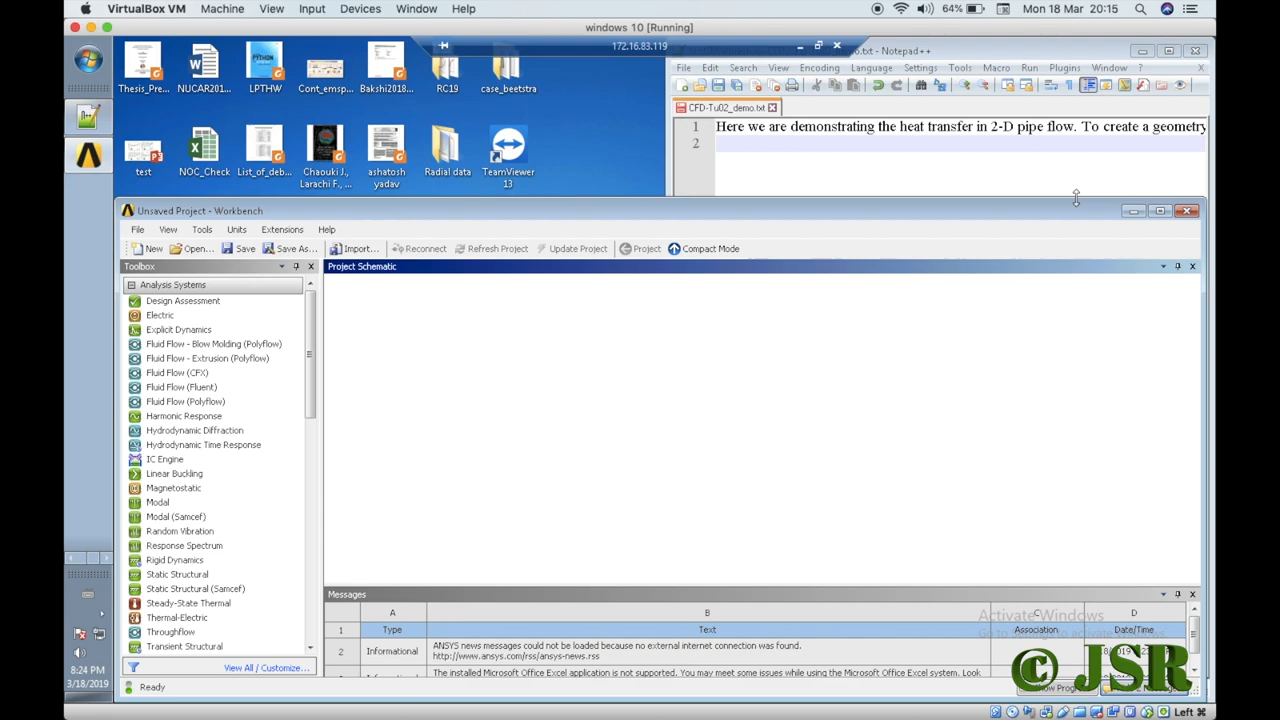 VirtualBox VM Machine View Input Devices Window Help
64% Mon 18 Mar 20:15
windows 10 [Running]
172.16.83.119
.txt - Notepad++
File Edit Search View Encoding Language Settings Tools Macro Run Plugins Window ? X
CFD-Tu02_demo.txt
1 Here we are demonstrating the heat transfer in 2-D pipe flow. To create a geometry
2
Thesis_Pre... NUCAR201... LPTHW Cont_emsp... Bakshi2018... RC19 case_beetstra
test NOC_Check List_of_deb... Chaouki J., Larachi F., ... ashatosh yadav Radial data TeamViewer 13
Unsaved Project - Workbench
File View Tools Units Extensions Help
New Open... Save Save As... Import... Reconnect Refresh Project Update Project Project Compact Mode
Toolbox
Project Schematic
Analysis Systems
Design Assessment
Electric
Explicit Dynamics
Fluid Flow - Blow Molding (Polyflow)
Fluid Flow - Extrusion (Polyflow)
Fluid Flow (CFX)
Fluid Flow (Fluent)
Fluid Flow (Polyflow)
Harmonic Response
Hydrodynamic Diffraction
Hydrodynamic Time Response
IC Engine
Linear Buckling
Magnetostatic
Modal
Modal (Samcef)
Random Vibration
Response Spectrum
Rigid Dynamics
Static Structural
Static Structural (Samcef)
Steady-State Thermal
Thermal-Electric
Throughflow
Transient Structural
View All / Customize...
Ready
Messages
A B C D
1 Type Text Association Date/Time
2 Informational ANSYS news messages could not be loaded because no external internet connection was found.
http://www.ansys.com/rss/ansys-news.rss
The installed Microsoft Office Excel application is not supported. You may meet some issues while using the Microsoft Office Excel system. Look
Activate Windows
© JSR
8:24 PM
3/18/2019
Left ⌘